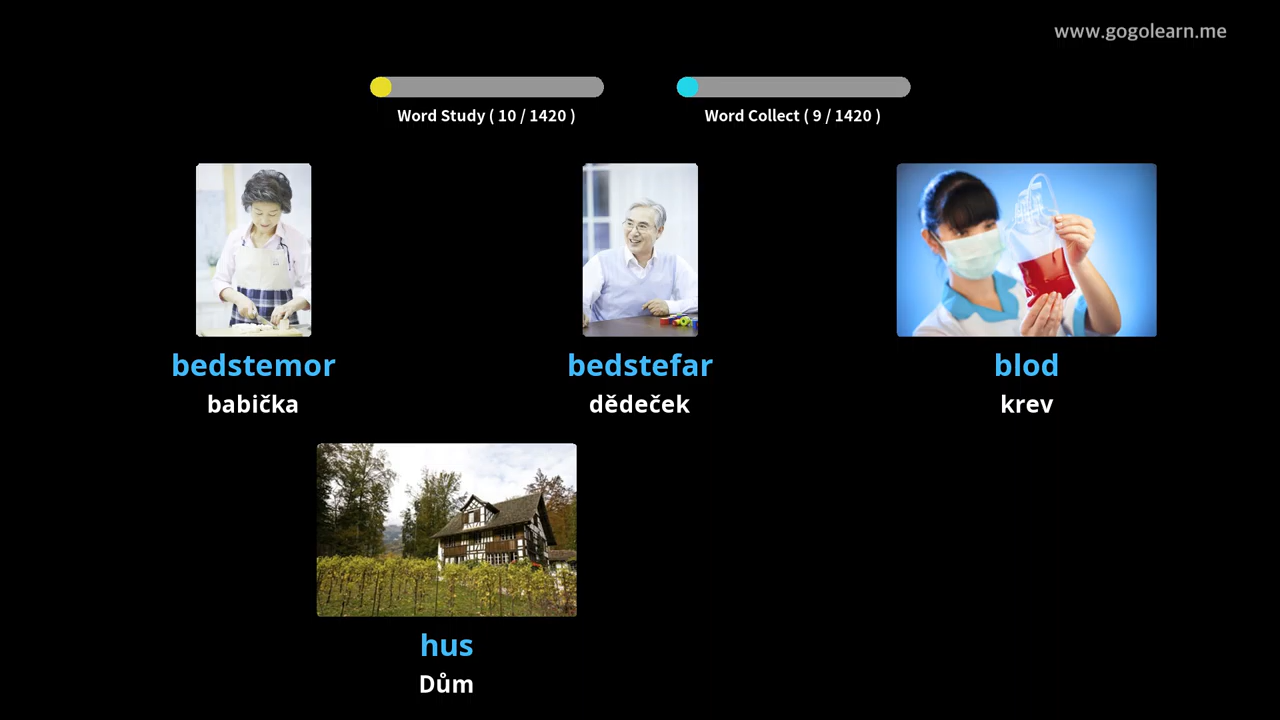 www.gogolearn.me
Word Study ( 10 / 1420 )
Word Collect ( 9 / 1420 )
bedstemor
babička
bedstefar
dědeček
blod
krev
hus
Dům